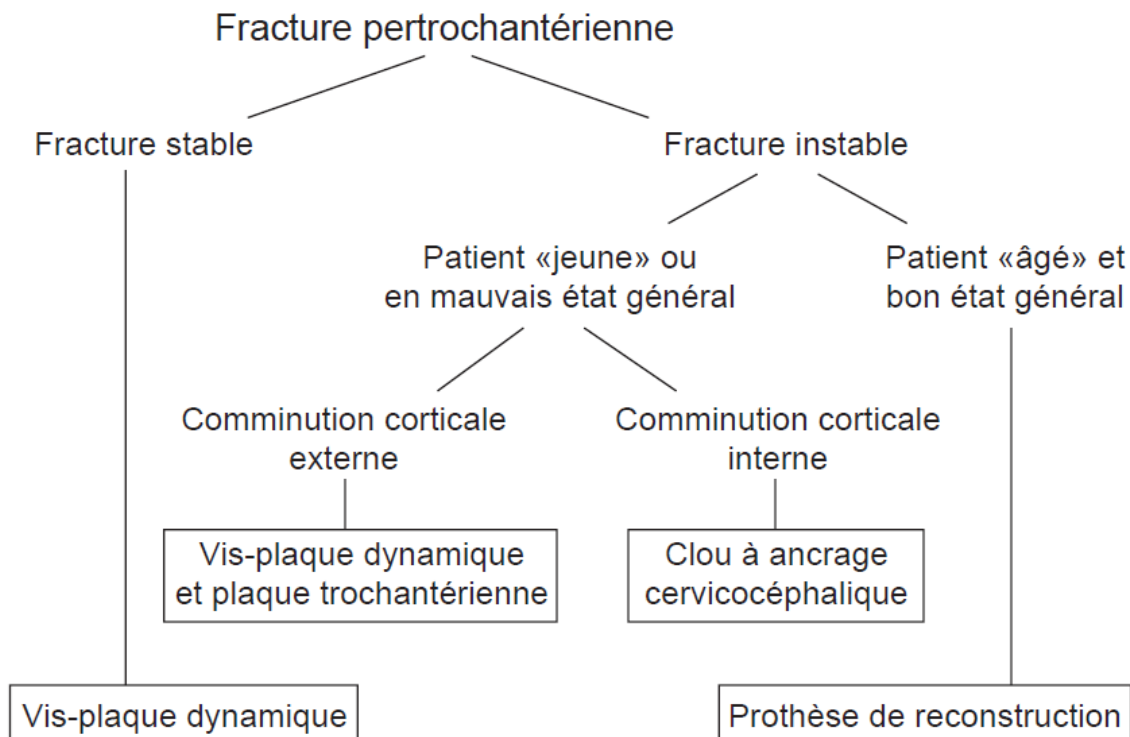 Fracture pertrochantérienne
Fracture stable
Fracture instable
Patient «jeune» ou
en mauvais état général
Patient «âgé» et
bon état général
Comminution corticale
externe
Comminution corticale
interne
Vis-plaque dynamique
et plaque trochantérienne
Clou à ancrage
cervicocéphalique
Vis-plaque dynamique
Prothèse de reconstruction